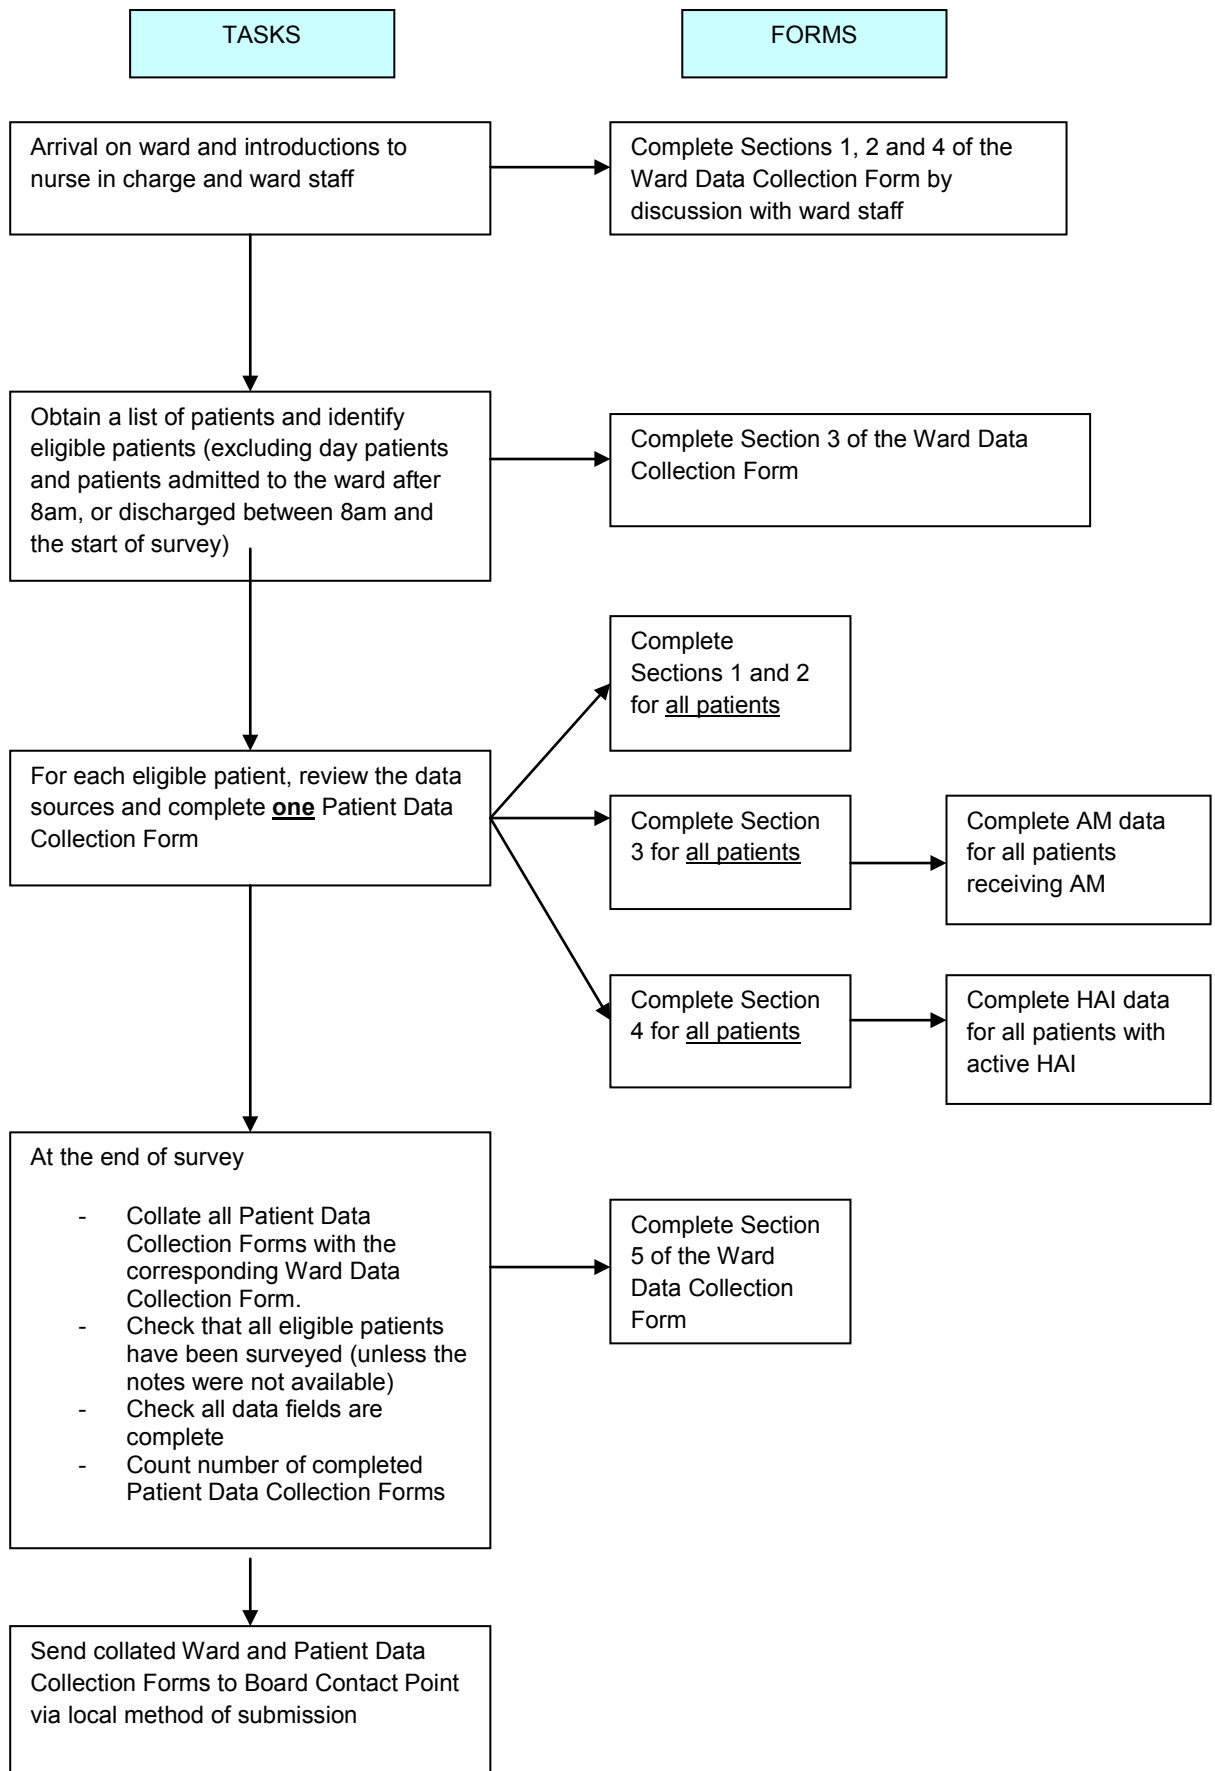 TASKS
FORMS
Arrival on ward and introductions to
nurse in charge and ward staff
Complete Sections 1, 2 and 4 of the
Ward Data Collection Form by
discussion with ward staff
Obtain a list of patients and identify
eligible patients (excluding day patients
and patients admitted to the ward after
8am, or discharged between 8am and
the start of survey)
Complete Section 3 of the Ward Data
Collection Form
For each eligible patient, review the data
sources and complete one Patient Data
Collection Form
Complete
Sections 1 and 2
for all patients
Complete Section
3 for all patients
Complete AM data
for all patients
receiving AM
Complete Section
4 for all patients
Complete HAI data
for all patients with
active HAI
At the end of survey
- Collate all Patient Data
Collection Forms with the
corresponding Ward Data
Collection Form.
- Check that all eligible patients
have been surveyed (unless the
notes were not available)
- Check all data fields are
complete
- Count number of completed
Patient Data Collection Forms
Complete Section
5 of the Ward
Data Collection
Form
Send collated Ward and Patient Data
Collection Forms to Board Contact Point
via local method of submission